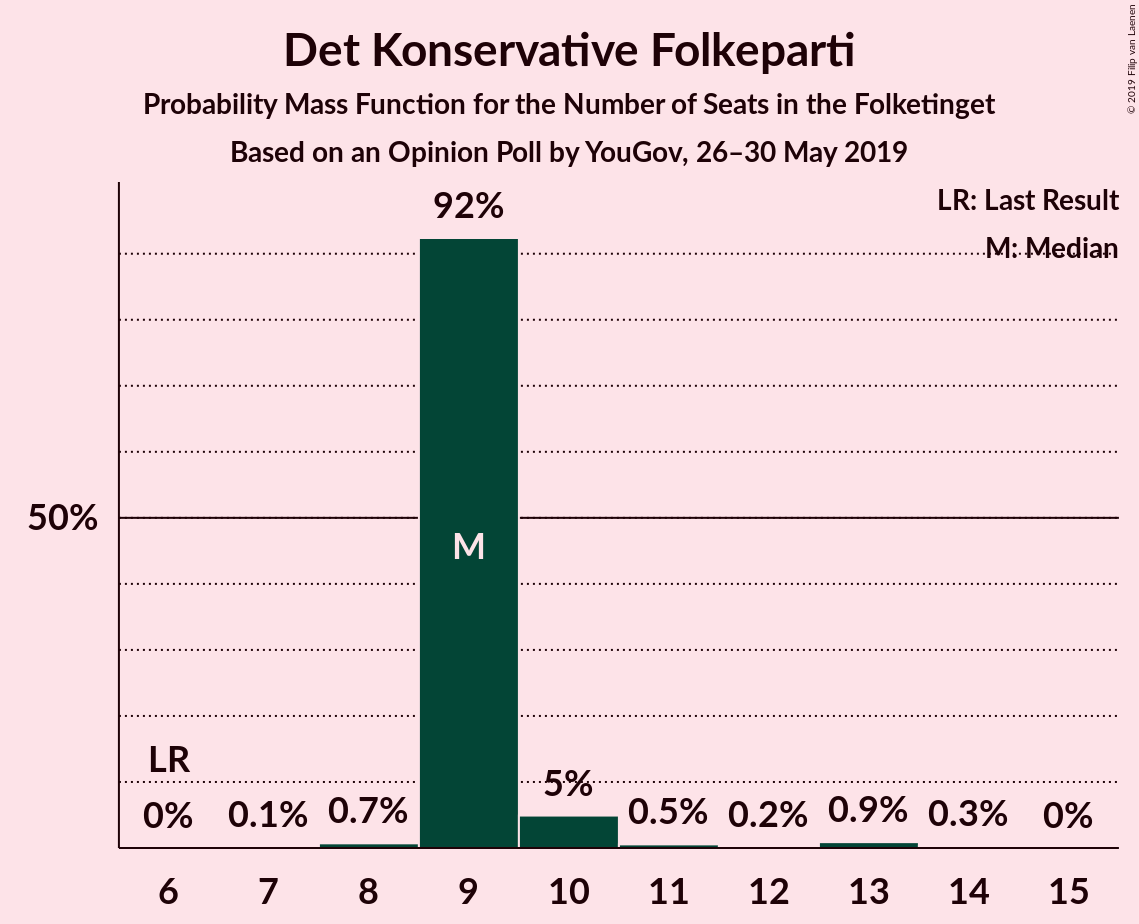 Det Konservative Folkeparti
Probability Mass Function for the Number of Seats in the Folketinget
Based on an Opinion Poll by YouGov, 26–30 May 2019
© 2019 Filip van Laenen
LR: Last Result
M: Median
92%
50%
M
LR
0%
0.1%
0.7%
5%
0.5%
0.2%
0.9%
0.3%
0%
6 7 8 9 10 11 12 13 14 15